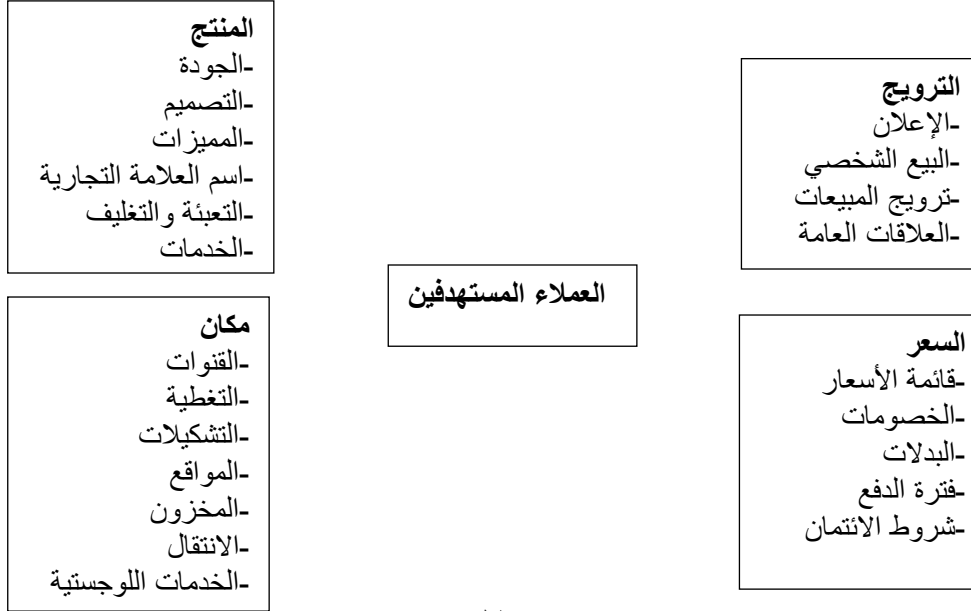 المنتج
-الجودة
-التصميم
-المميزات
-اسم العلامة التجارية
-التعبئة والتغليف
-الخدمات
الترويج
-الإعلان
-البيع الشخصي
-ترويج المبيعات
-العلاقات العامة
العملاء المستهدفين
مكان
-القنوات
-التغطية
-التشكيلات
-المواقع
-المخزون
-الانتقال
-الخدمات اللوجستية
السعر
-قائمة الأسعار
-الخصومات
-البدلات
-فترة الدفع
-شروط الائتمان